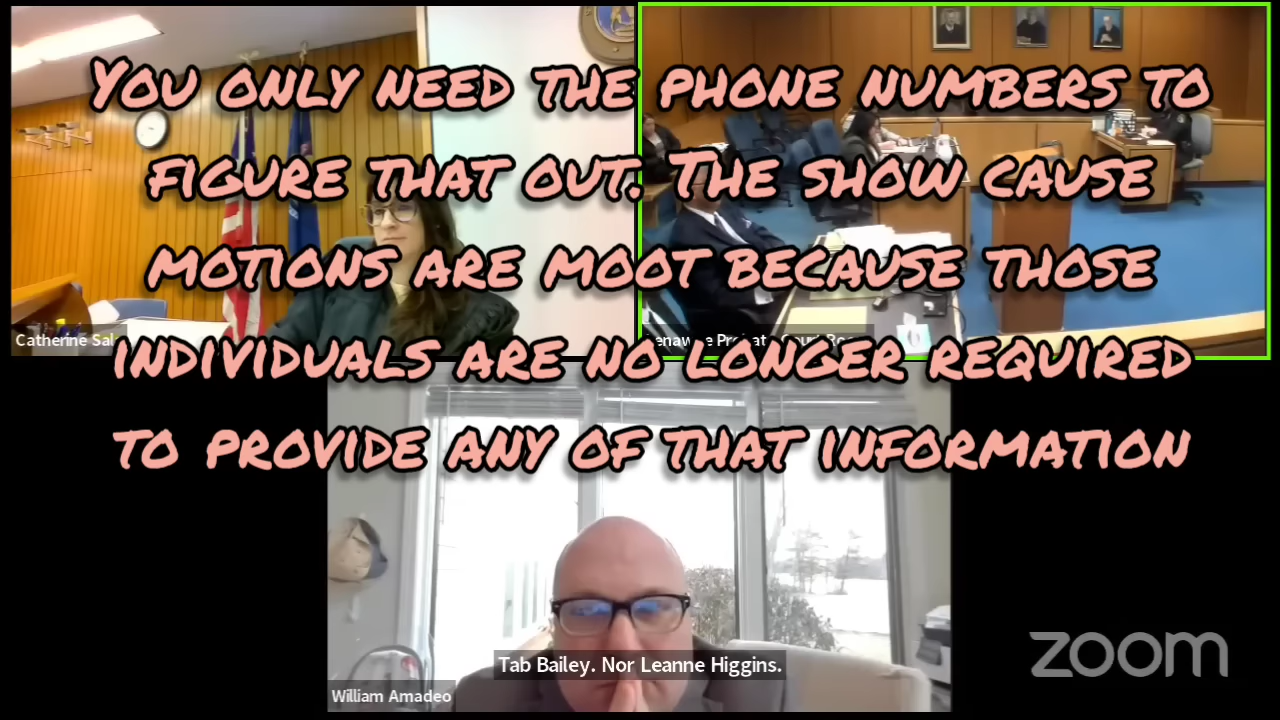 You only need the phone numbers to
figure that out. The show cause
motions are moot because those
Catherine Sal
individuals are no longer required
to provide any of that information
Tab Bailey. Nor Leanne Higgins.
William Amadeo
zoom